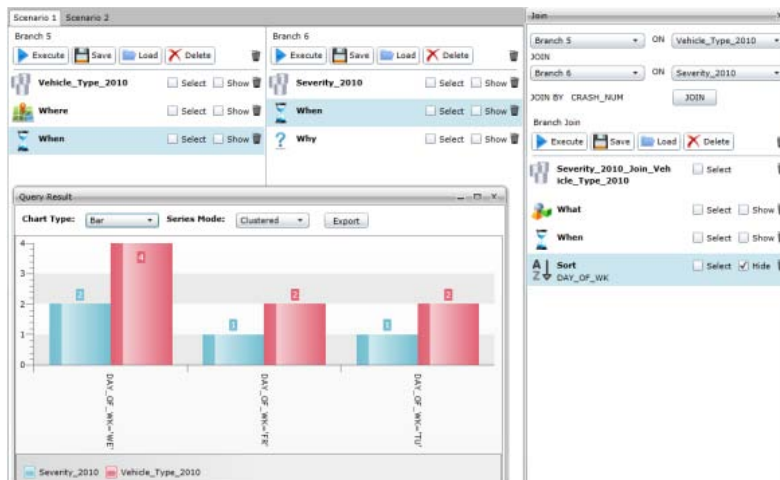 Scenario 1 Scenario 2
Branch 5
Execute Save Load Delete
Vehicle_Type_2010 Select Show
Where Select Show
When Select Show
Branch 6
Execute Save Load Delete
Severity_2010 Select Show
When Select Show
Why Select Show
Query Result
Chart Type: Bar Series Mode: Clustered Export
4
3
2
1
0
2
4
1
2
1
2
DAY_OF_WK='WE'
DAY_OF_WK='FR'
DAY_OF_WK='TU'
Severity_2010 Vehicle_Type_2010
Join
Branch 5 ON Vehicle_Type_2010
JOIN
Branch 6 ON Severity_2010
JOIN BY CRASH_NUM JOIN
Branch Join
Execute Save Load Delete
Severity_2010_Join_Veh
icle_Type_2010 Select
What Select Show
When Select Show
A
Z Sort Select Hide
DAY_OF_WK